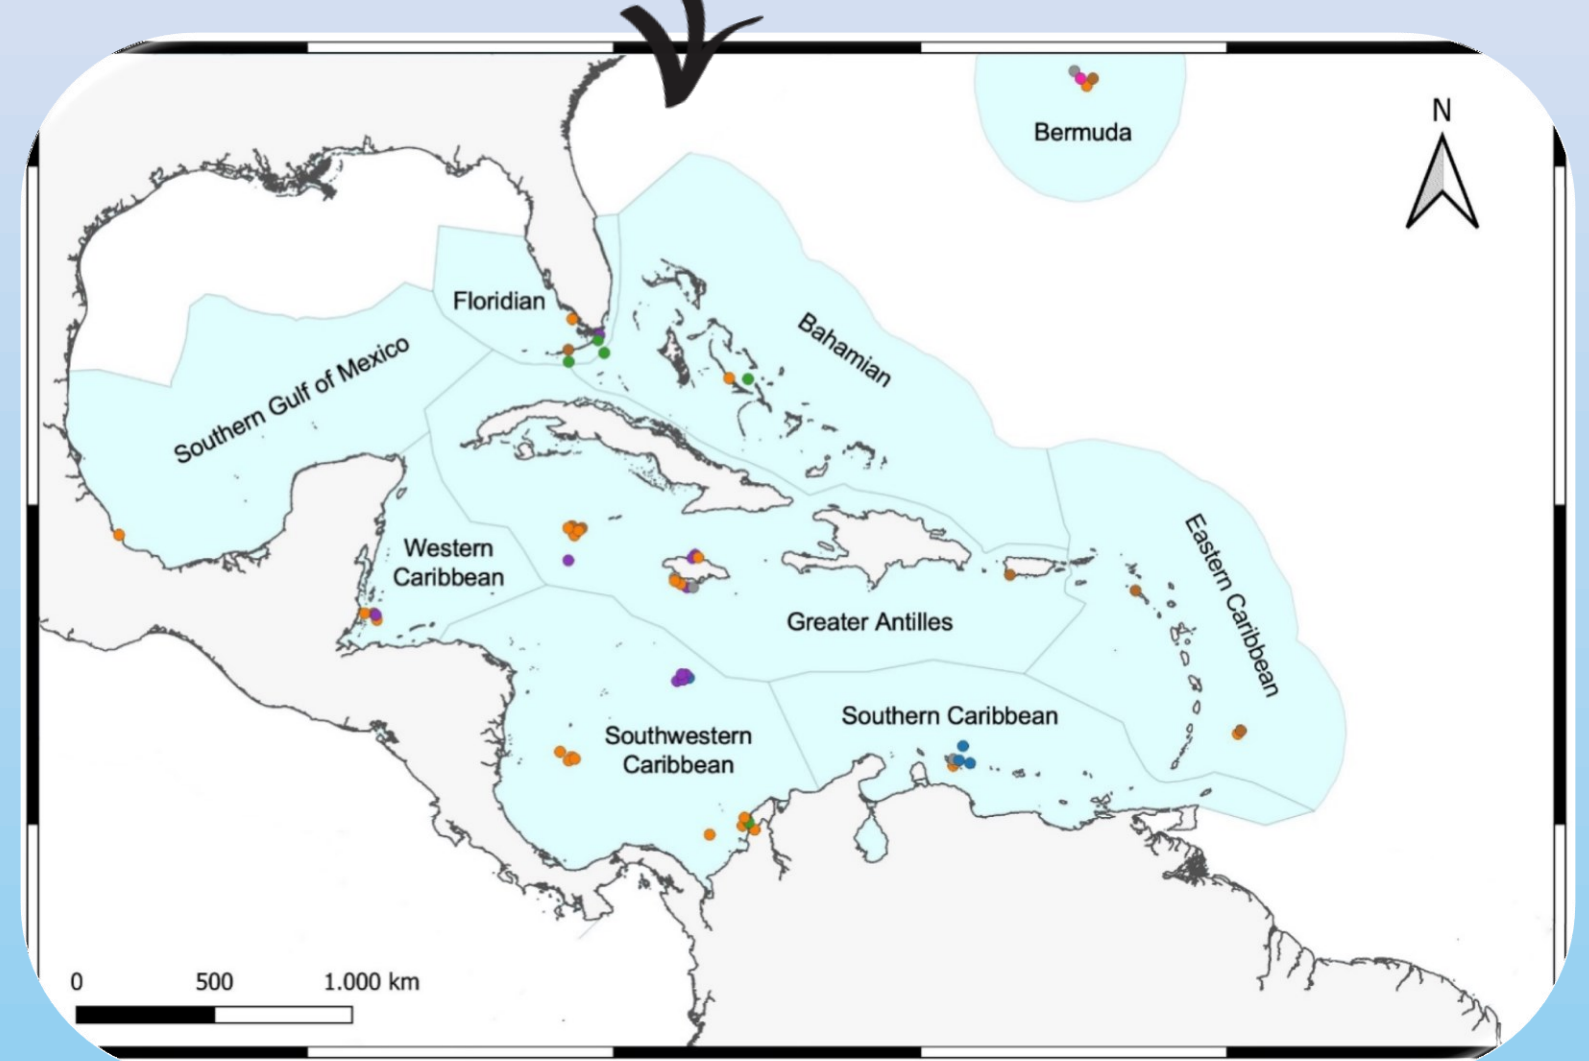 N
Bermuda
Floridian
Bahamian
Southern Gulf of Mexico
Western
Caribbean
Eastern Caribbean
Greater Antilles
Southern Caribbean
Southwestern
Caribbean
0 500 1.000 km